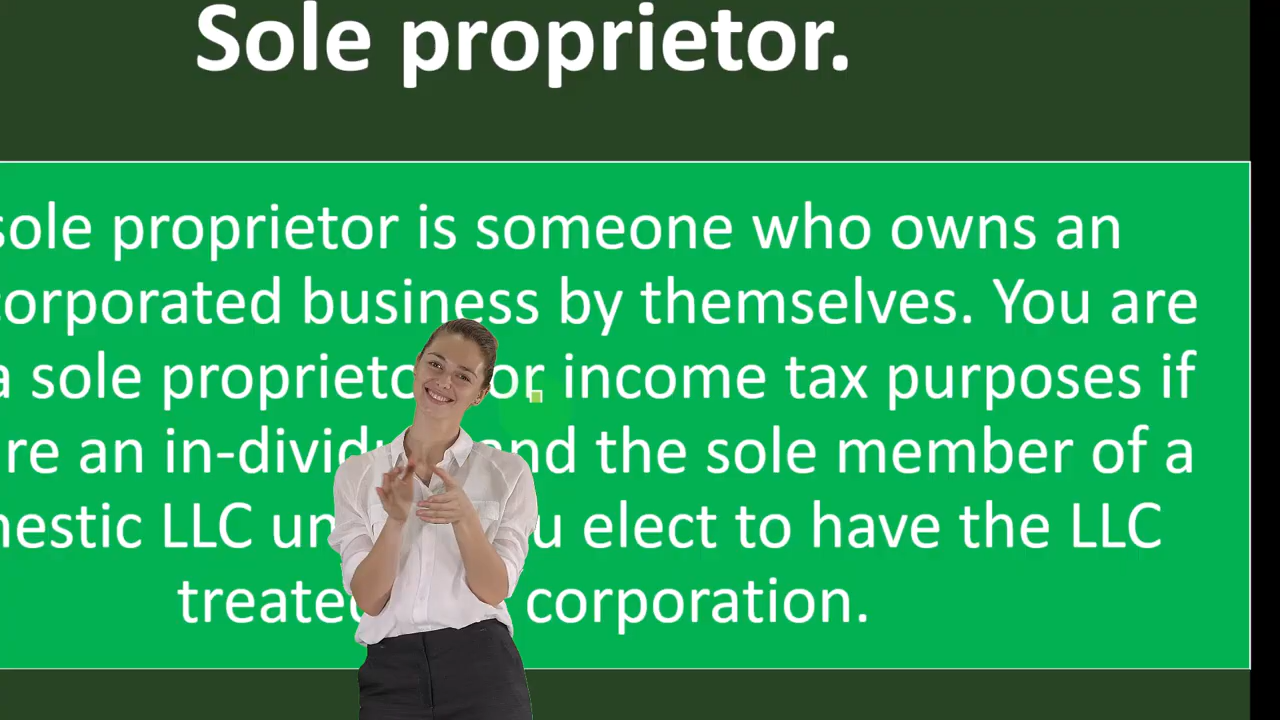 Sole proprietor.
sole proprietor is someone who owns an
corporated business by themselves. You are
a sole proprieto or income tax purposes if
re an in-divid and the sole member of a
nestic LLC un u elect to have the LLC
treated corporation.